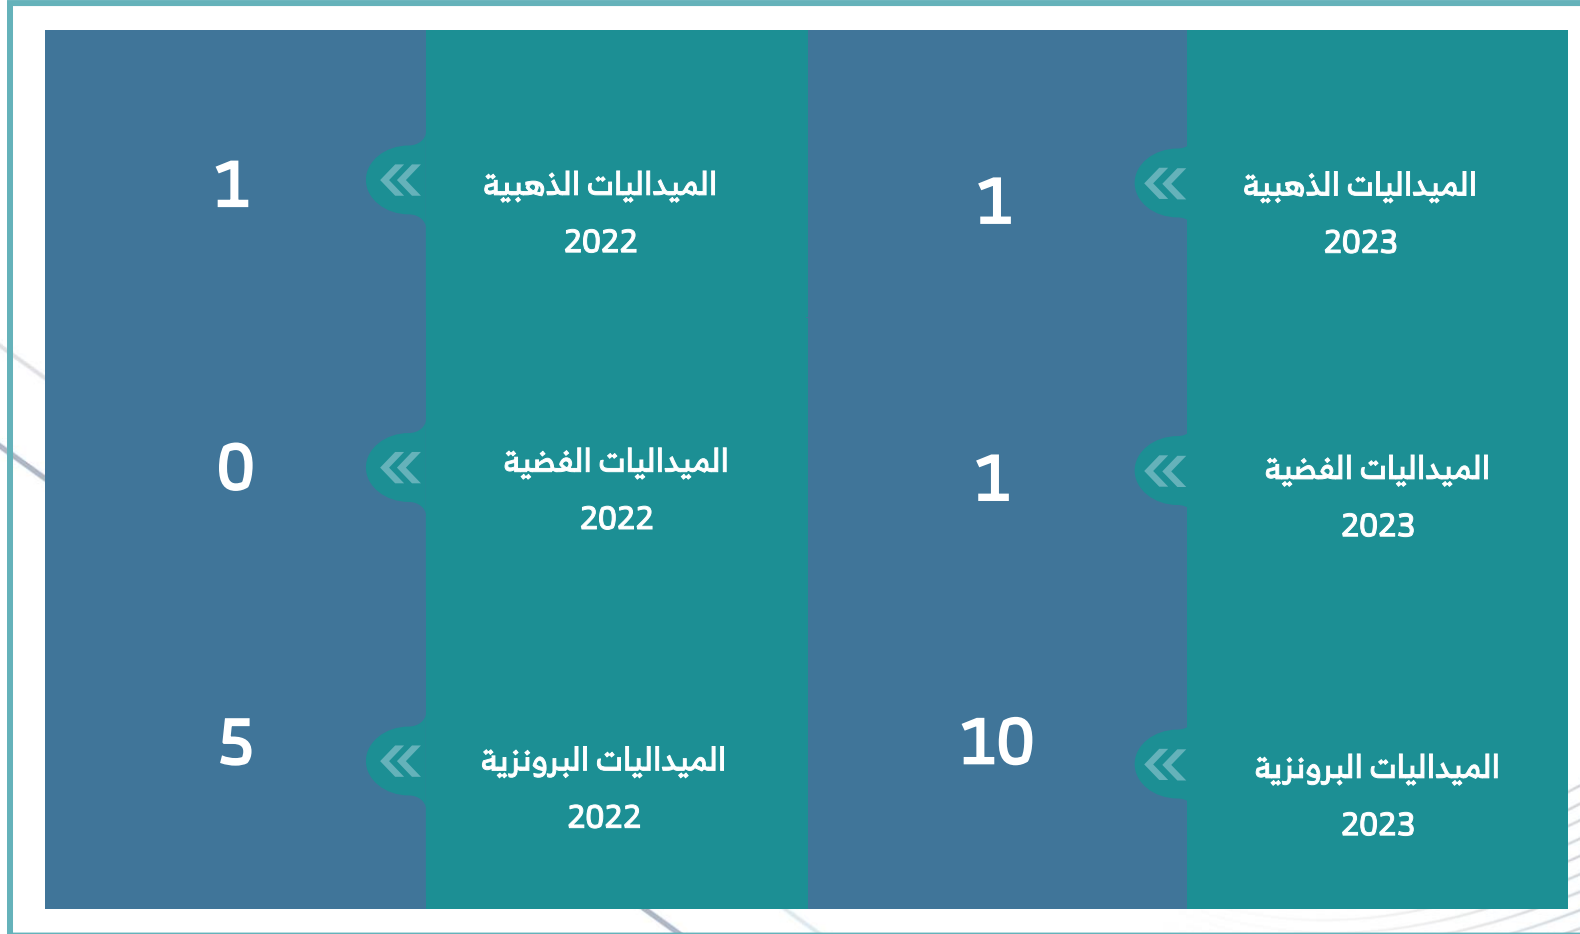 الميداليات الذهبية
2023
1
الميداليات الذهبية
2022
1
الميداليات الفضية
2023
1
الميداليات الفضية
2022
0
الميداليات البرونزية
2023
10
الميداليات البرونزية
2022
5